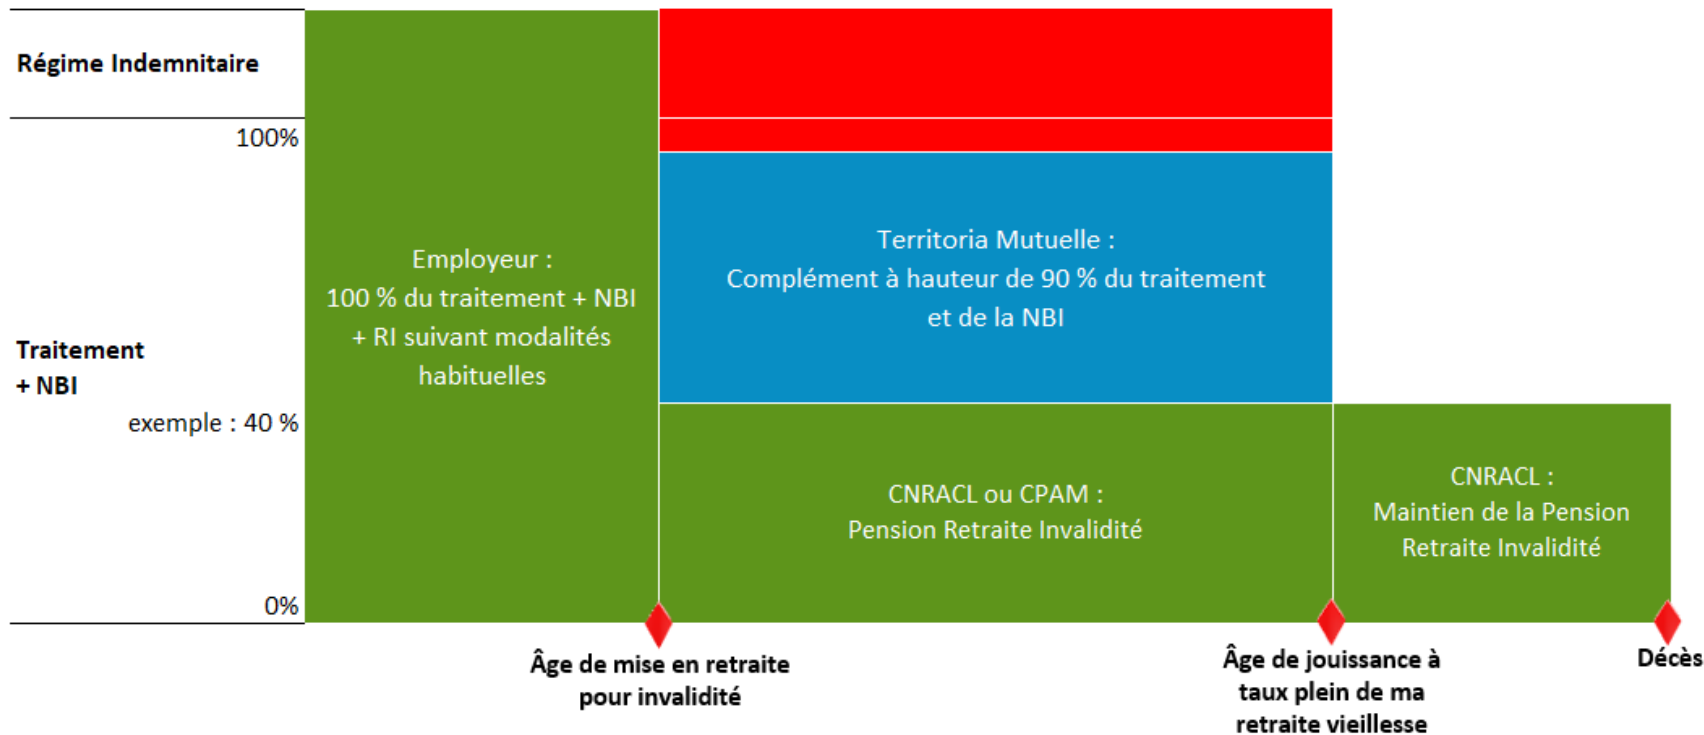 Régime Indemnitaire
100%
Traitement
+ NBI
exemple : 40 %
0%
Employeur :
100 % du traitement + NBI
+ RI suivant modalités
habituelles
Territoria Mutuelle :
Complément à hauteur de 90 % du traitement
et de la NBI
CNRACL ou CPAM :
Pension Retraite Invalidité
CNRACL :
Maintien de la Pension
Retraite Invalidité
Âge de mise en retraite
pour invalidité
Âge de jouissance à
taux plein de ma
retraite vieillesse
Décès